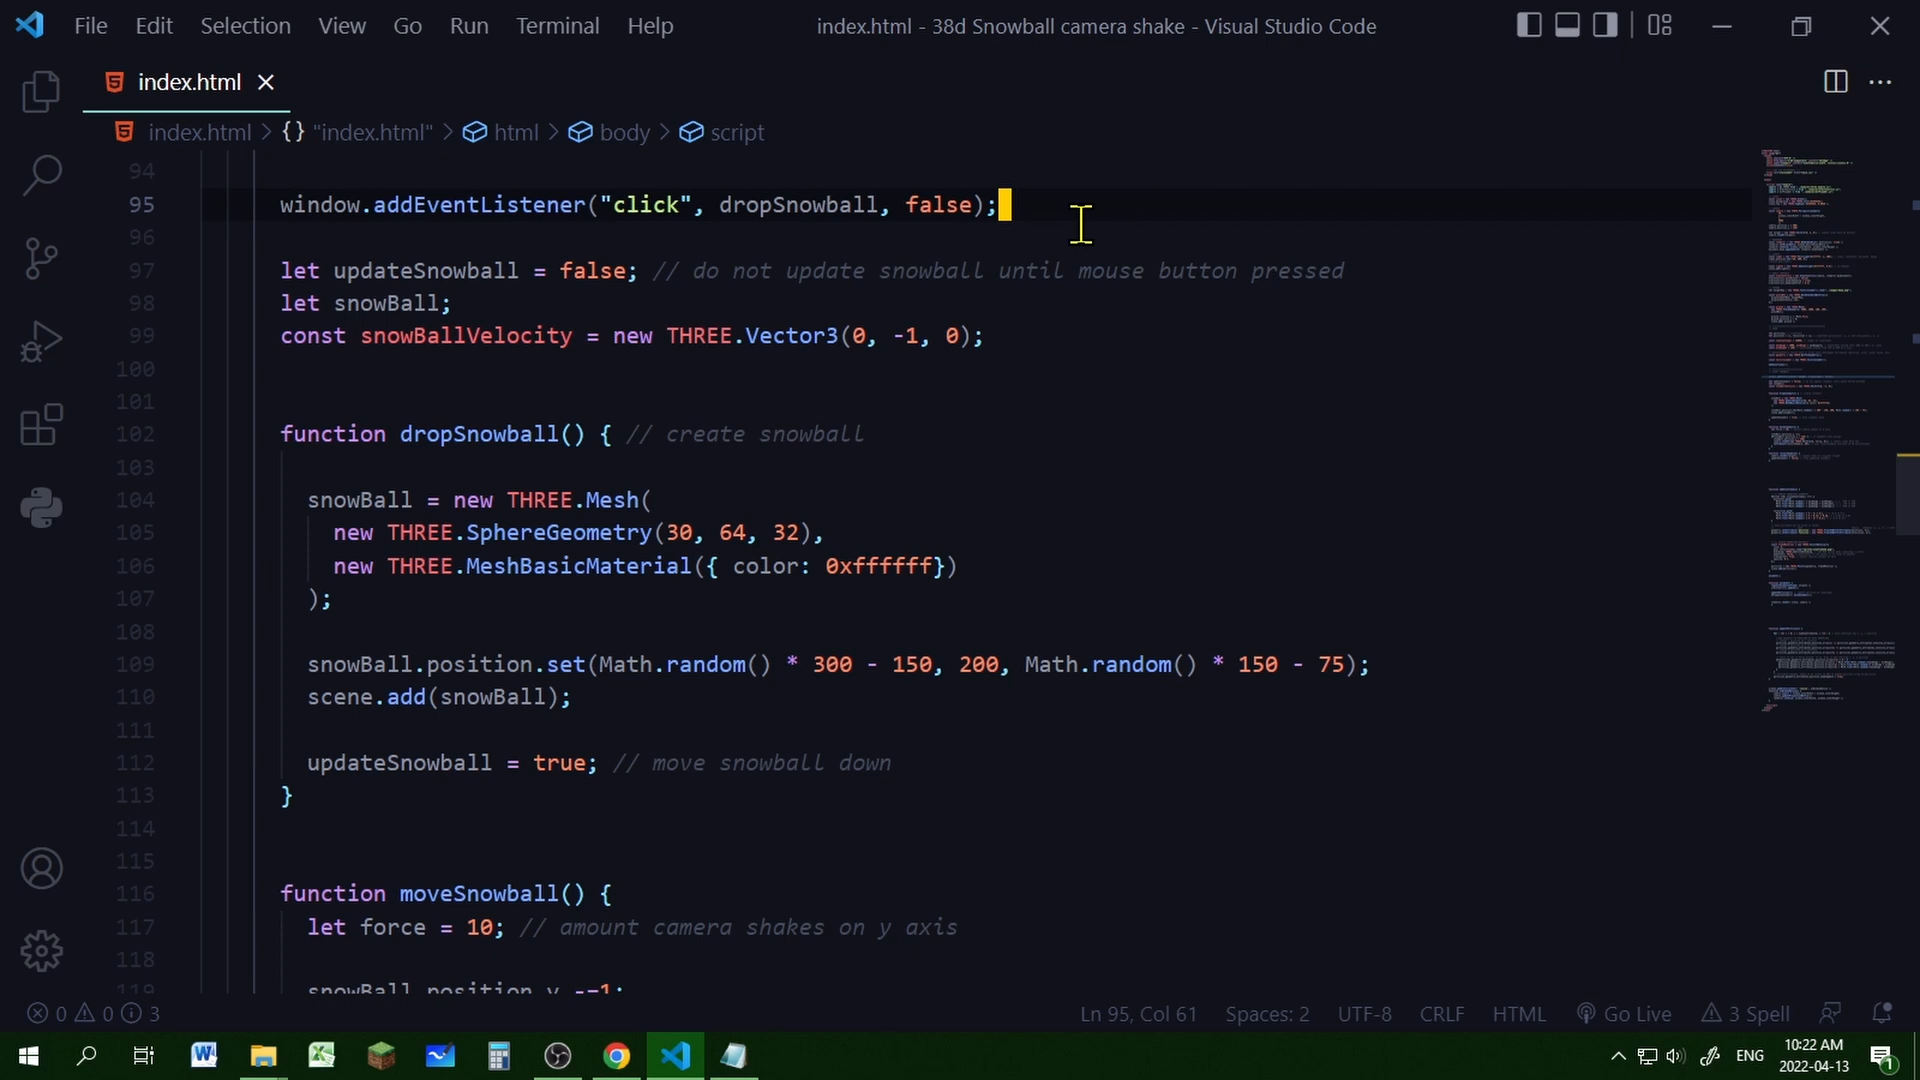 File Edit Selection View Go Run Terminal Help index.html - 38d Snowball camera shake - Visual Studio Code
index.html
index.html > {} "index.html" > html > body > script
94
95 window.addEventListener("click", dropSnowball, false);
96
97 let updateSnowball = false; // do not update snowball until mouse button pressed
98 let snowBall;
99 const snowBallVelocity = new THREE.Vector3(0, -1, 0);
100
101
102 function dropSnowball() { // create snowball
103
104 snowBall = new THREE.Mesh(
105 new THREE.SphereGeometry(30, 64, 32),
106 new THREE.MeshBasicMaterial({ color: 0xffffff})
107 );
108
109 snowBall.position.set(Math.random() * 300 - 150, 200, Math.random() * 150 - 75);
110 scene.add(snowBall);
111
112 updateSnowball = true; // move snowball down
113 }
114
115
116 function moveSnowball() {
117 let force = 10; // amount camera shakes on y axis
118
119 snowBall.position.y -=1;
0 0 3 Ln 95, Col 61 Spaces: 2 UTF-8 CRLF HTML Go Live 3 Spell
ENG 10:22 AM
2022-04-13 1